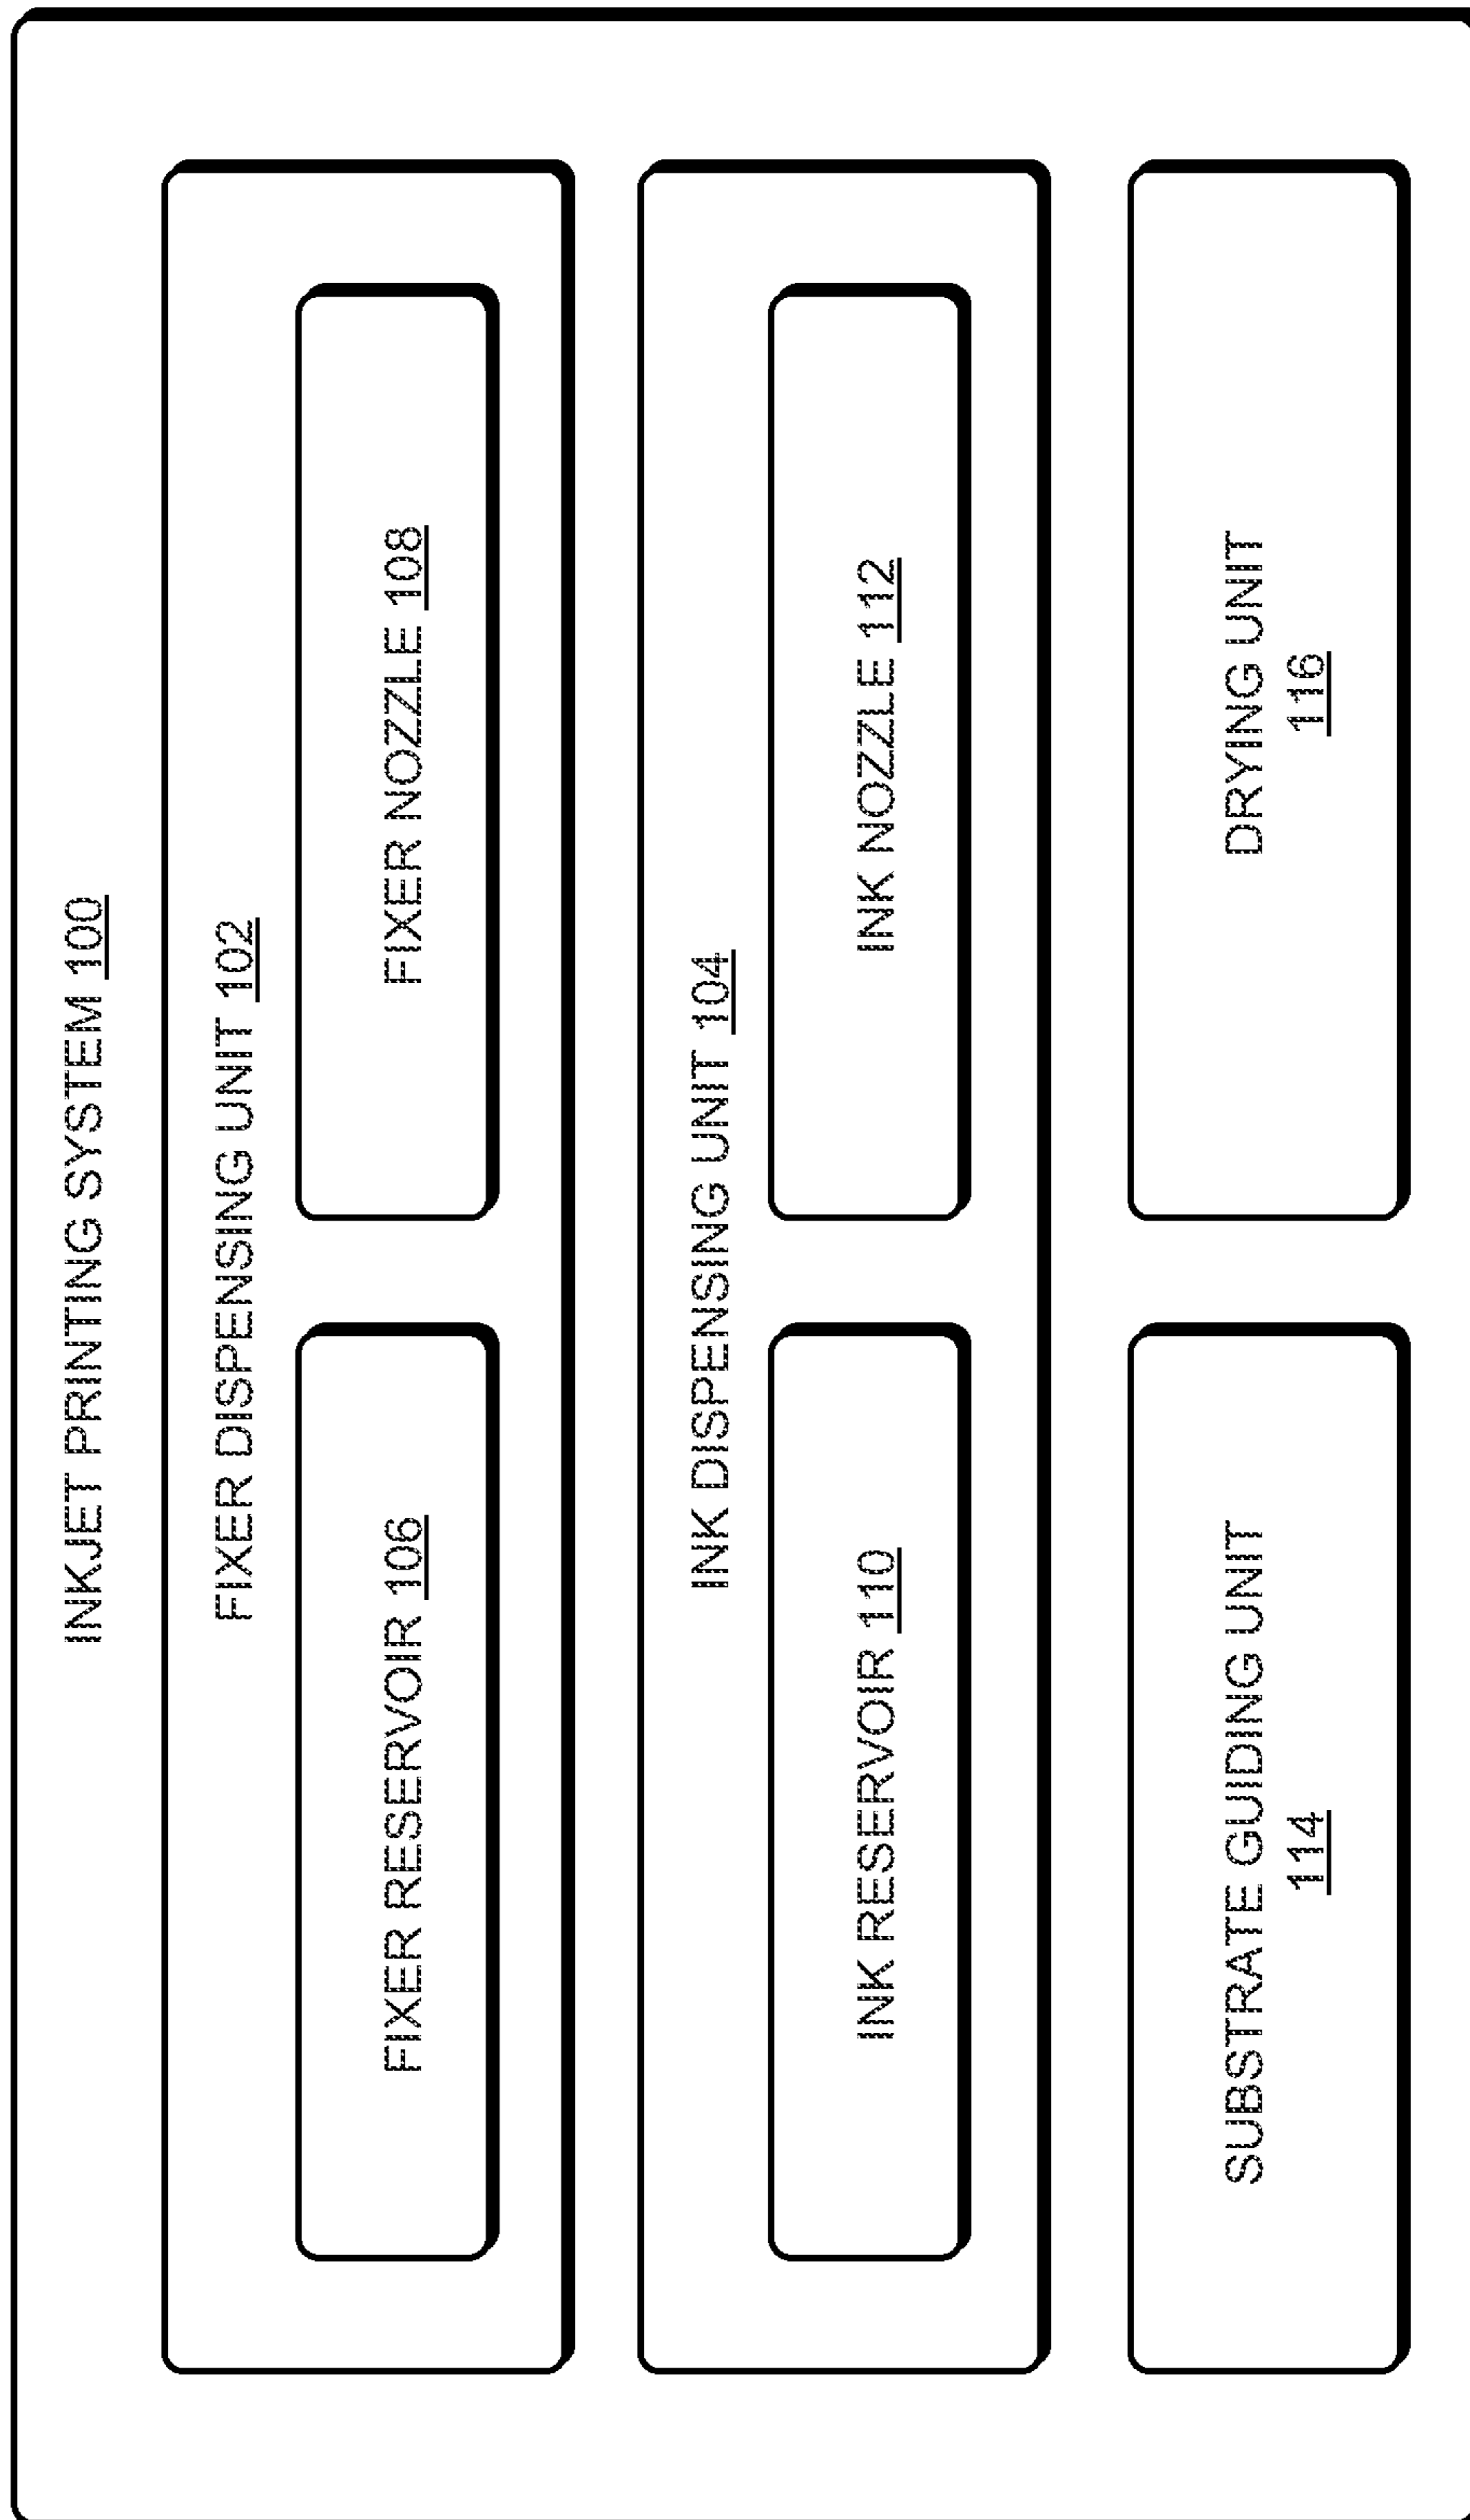 INKJET PRINTING SYSTEM 100
FIXER DISPENSING UNIT 102
FIXER RESERVOIR 106
FIXER NOZZLE 108
INK DISPENSING UNIT 104
INK RESERVOIR 110
INK NOZZLE 112
SUBSTRATE GUIDING UNIT
114
DRYING UNIT
116